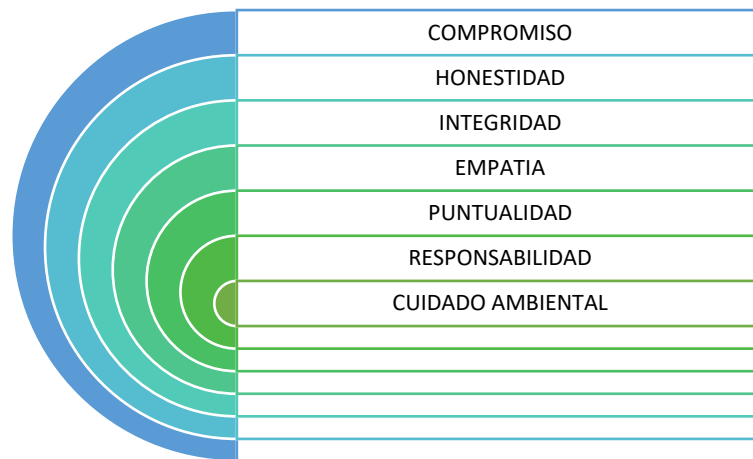 COMPROMISO
HONESTIDAD
INTEGRIDAD
EMPATIA
PUNTUALIDAD
RESPONSABILIDAD
CUIDADO AMBIENTAL